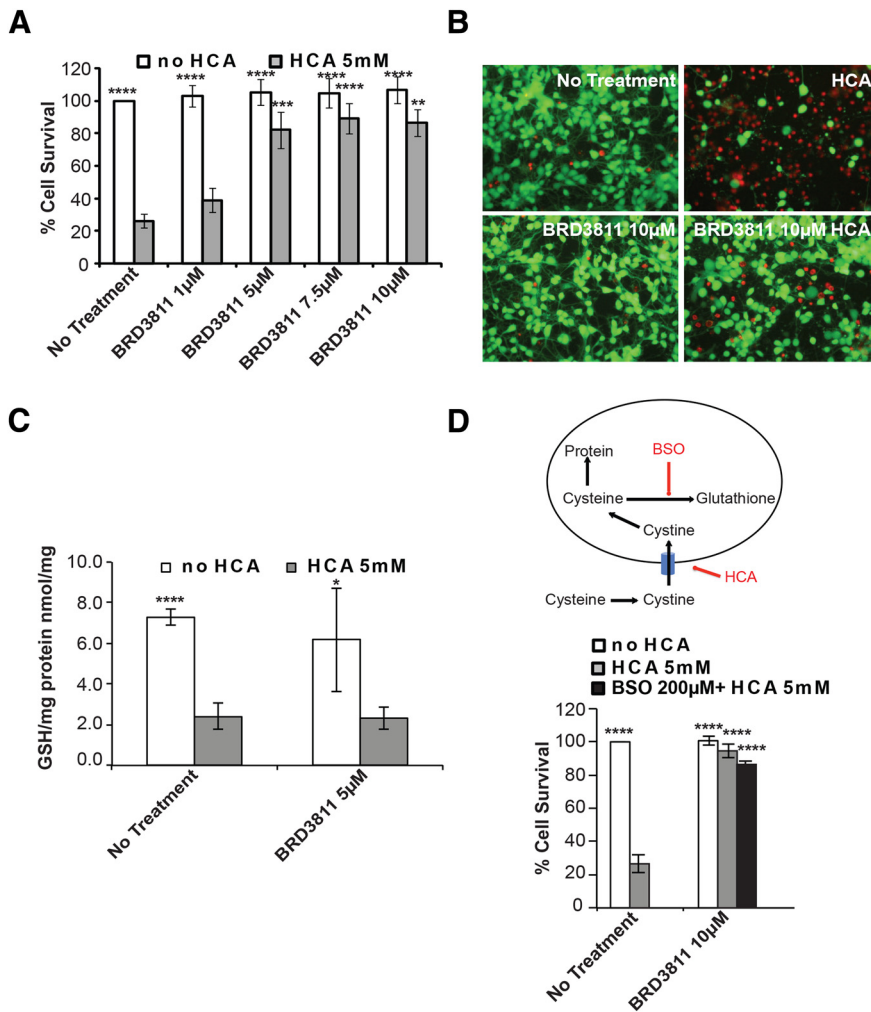 A
no HCA HCA 5mM
120
100
80
60
40
20
0
% Cell Survival
**** **** **** *** **** **** **** **
No Treatment
BRD3811 1µM
BRD3811 5µM
BRD3811 7.5µM
BRD3811 10µM
B
No Treatment
HCA
BRD3811 10µM
BRD3811 10µM HCA
C
no HCA HCA 5mM
10.0
8.0
6.0
4.0
2.0
0.0
GSH/mg protein nmol/mg
**** *
No Treatment
BRD3811 5µM
D
Protein
BSO
Cysteine
Glutathione
Cystine
HCA
Cysteine
Cystine
no HCA
HCA 5mM
BSO 200µM+ HCA 5mM
120
100
80
60
40
20
0
% Cell Survival
**** **** **** ****
No Treatment
BRD3811 10µM